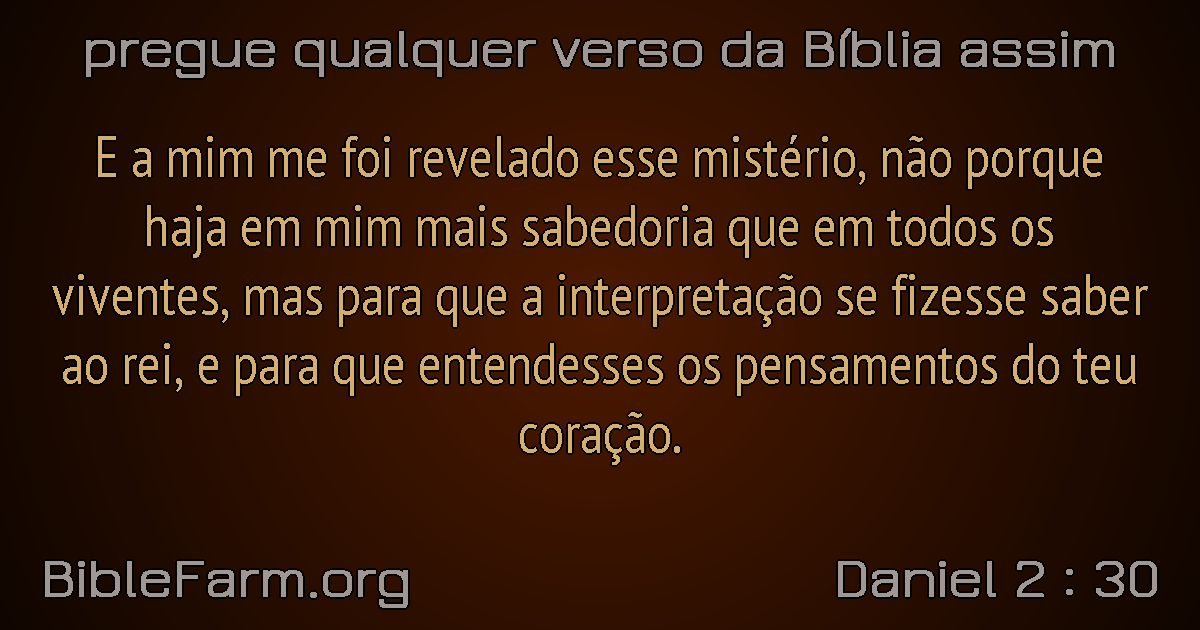 pregue qualquer verso da Bíblia assim
E a mim me foi revelado esse mistério, não porque
haja em mim mais sabedoria que em todos os
viventes, mas para que a interpretação se fizesse saber
ao rei, e para que entendesses os pensamentos do teu
coração.
BibleFarm.org
Daniel 2 : 30